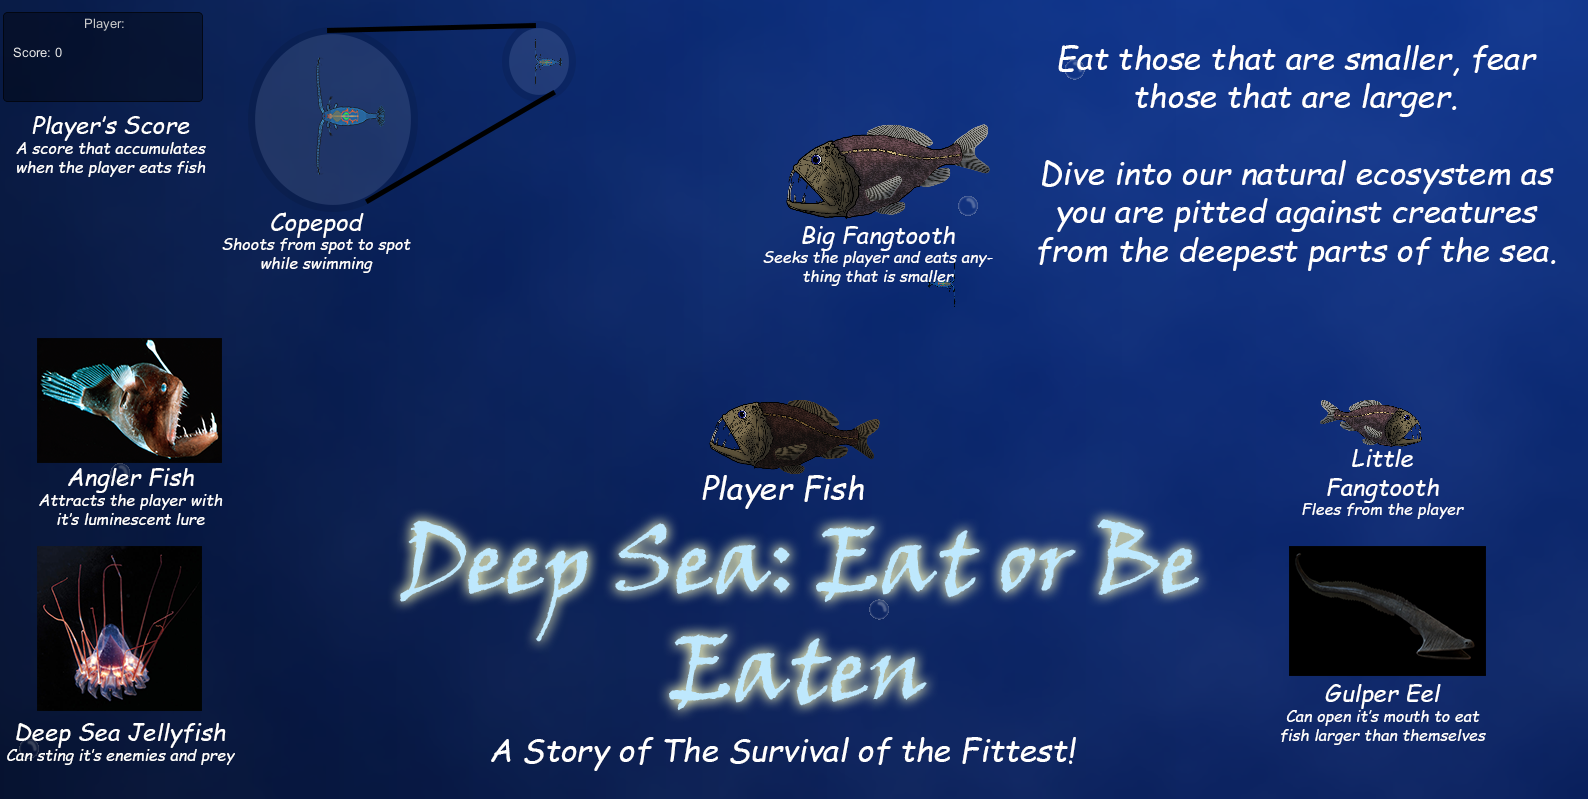 Player:
Score: 0
Player's Score
A score that accumulates
when the player eats fish
Copepod
Shoots from spot to spot
while swimming
Big Fangtooth
Seeks the player and eats any-
thing that is smaller
Eat those that are smaller, fear
those that are larger.
Dive into our natural ecosystem as
you are pitted against creatures
from the deepest parts of the sea.
Angler Fish
Attracts the player with
it's luminescent lure
Player Fish
Little
Fangtooth
Flees from the player
Deep Sea: Eat or Be
Eaten
A Story of The Survival of the Fittest!
Deep Sea Jellyfish
Can sting it's enemies and prey
Gulper Eel
Can open it's mouth to eat
fish larger than themselves